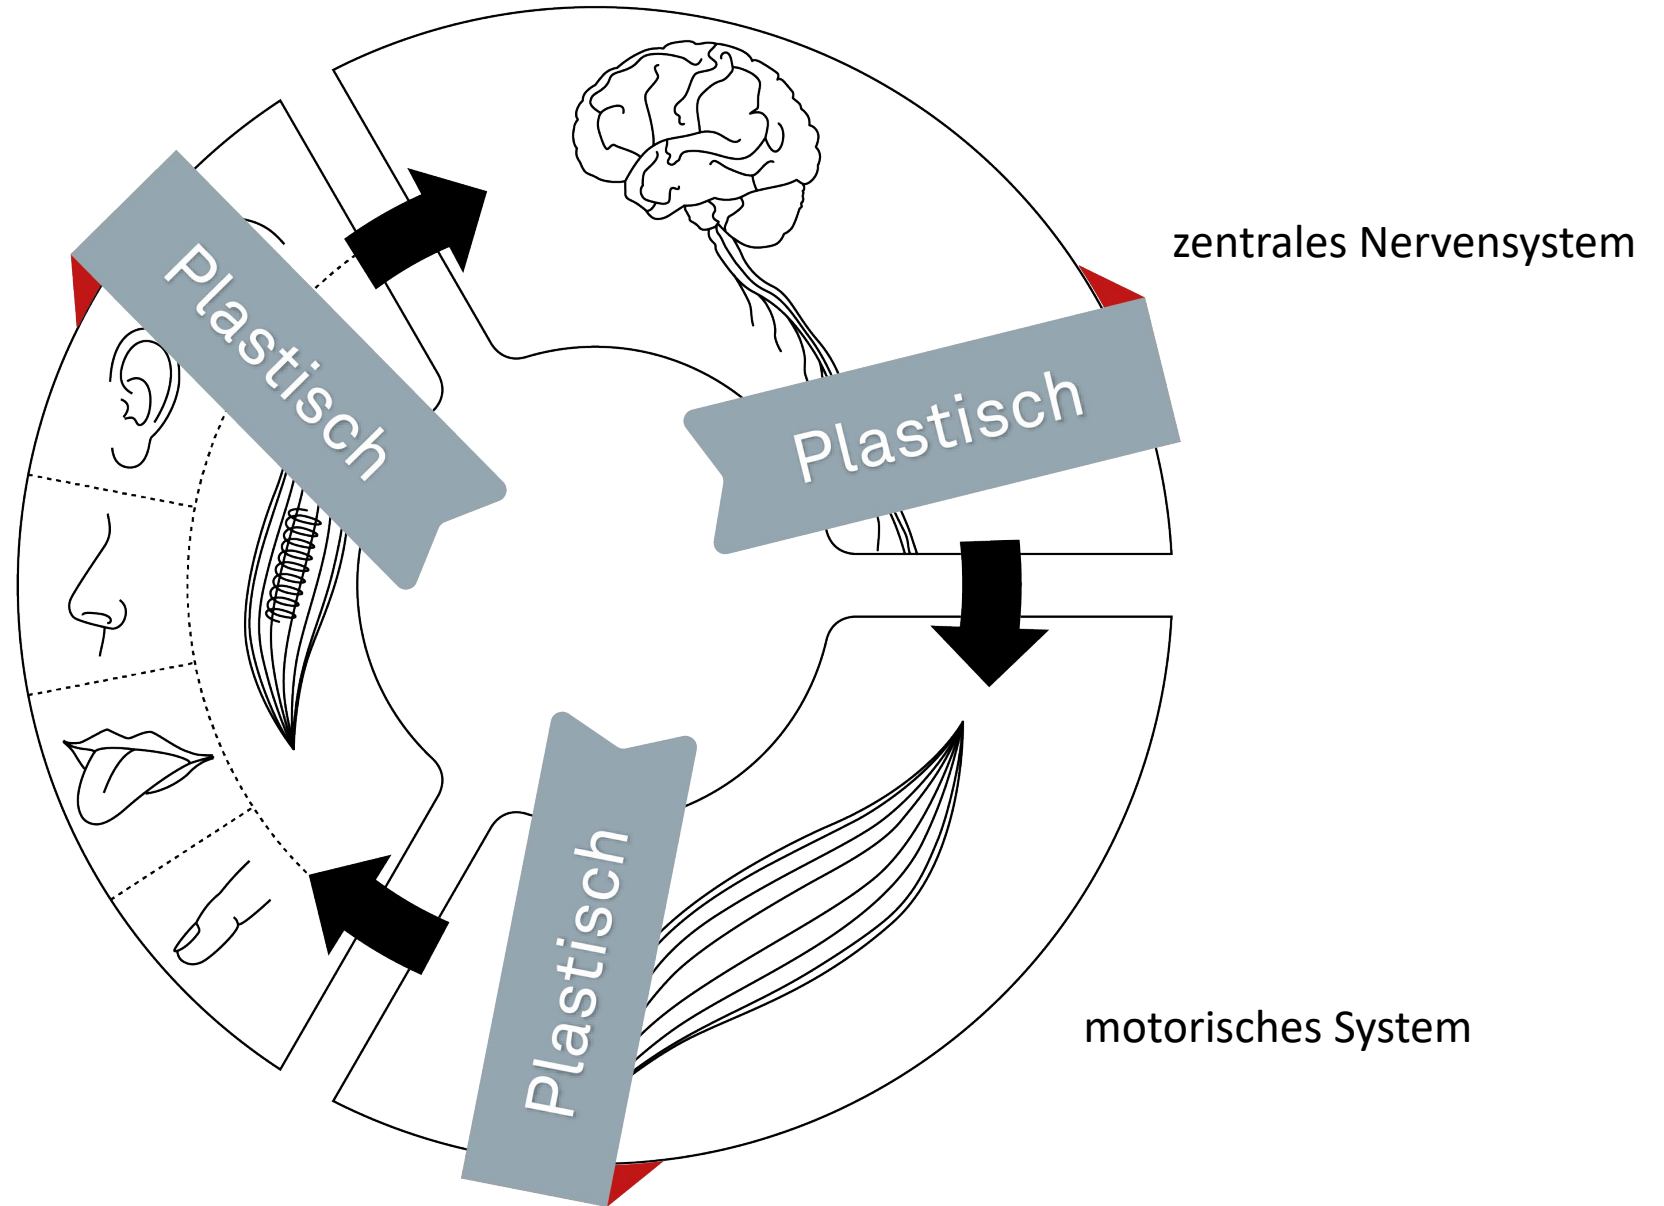 Plastisch
zentrales Nervensystem
Plastisch
Plastisch
motorisches System